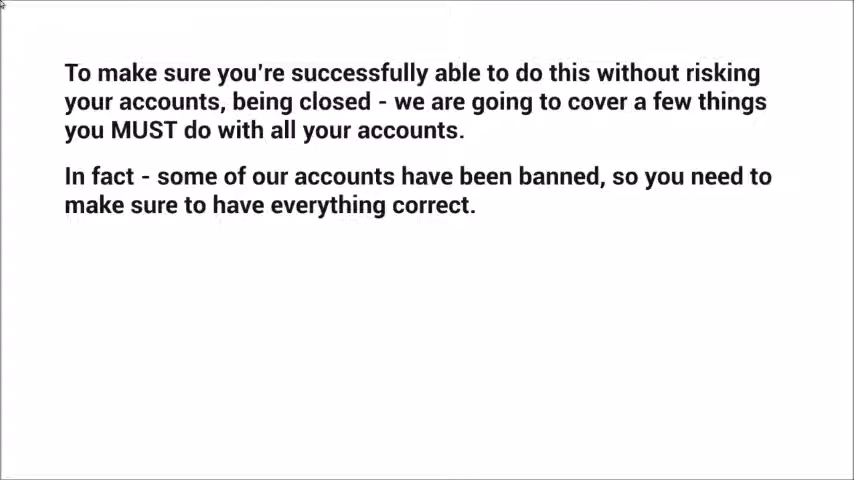 To make sure you're successfully able to do this without risking
your accounts, being closed - we are going to cover a few things
you MUST do with all your accounts.
In fact - some of our accounts have been banned, so you need to
make sure to have everything correct.